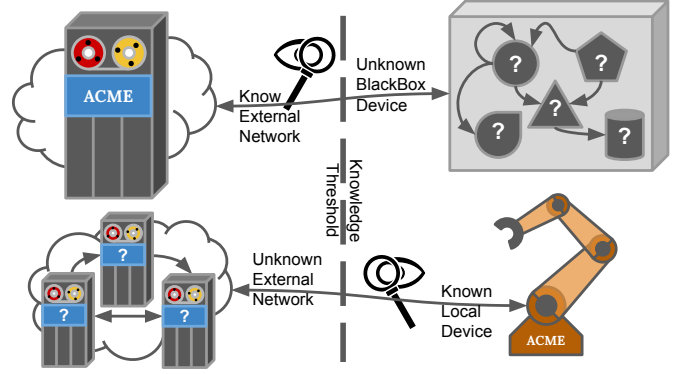 ACME
Know
External
Network
Unknown
BlackBox
Device
?
?
?
?
?
Knowledge
Threshold
?
?
?
Unknown
External
Network
Known
Local
Device
ACME